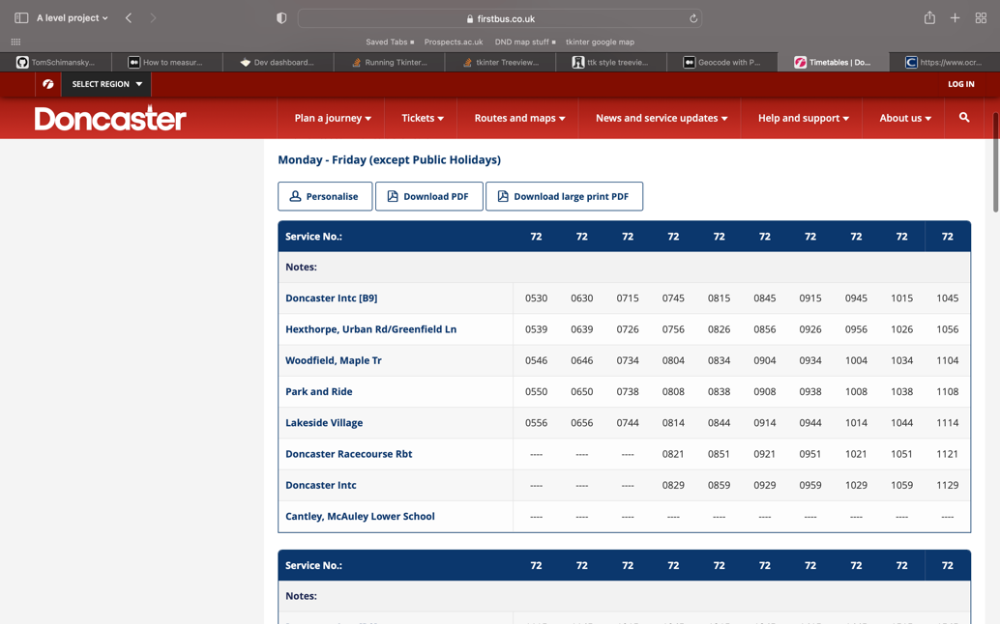 A level project
firstbus.co.uk
Saved Tabs Prospects.ac.uk DND map stuff tkinter google map
TomSchimansky... How to measur... Dev dashboard... Running Tkinter... tkinter Treeview... ttk style treevie... Geocode with P... Timetables | Do... https://www.ocr...
SELECT REGION LOG IN
Doncaster Plan a journey Tickets Routes and maps News and service updates Help and support About us
Monday - Friday (except Public Holidays)
Personalise Download PDF Download large print PDF
Service No.: 72 72 72 72 72 72 72 72 72 72
Notes:
Doncaster Intc [B9] 0530 0630 0715 0745 0815 0845 0915 0945 1015 1045
Hexthorpe, Urban Rd/Greenfield Ln 0539 0639 0726 0756 0826 0856 0926 0956 1026 1056
Woodfield, Maple Tr 0546 0646 0734 0804 0834 0904 0934 1004 1034 1104
Park and Ride 0550 0650 0738 0808 0838 0908 0938 1008 1038 1108
Lakeside Village 0556 0656 0744 0814 0844 0914 0944 1014 1044 1114
Doncaster Racecourse Rbt ---- ---- ---- 0821 0851 0921 0951 1021 1051 1121
Doncaster Intc ---- ---- ---- 0829 0859 0929 0959 1029 1059 1129
Cantley, McAuley Lower School ---- ---- ---- ---- ---- ---- ---- ---- ---- ----
Service No.: 72 72 72 72 72 72 72 72 72 72
Notes: